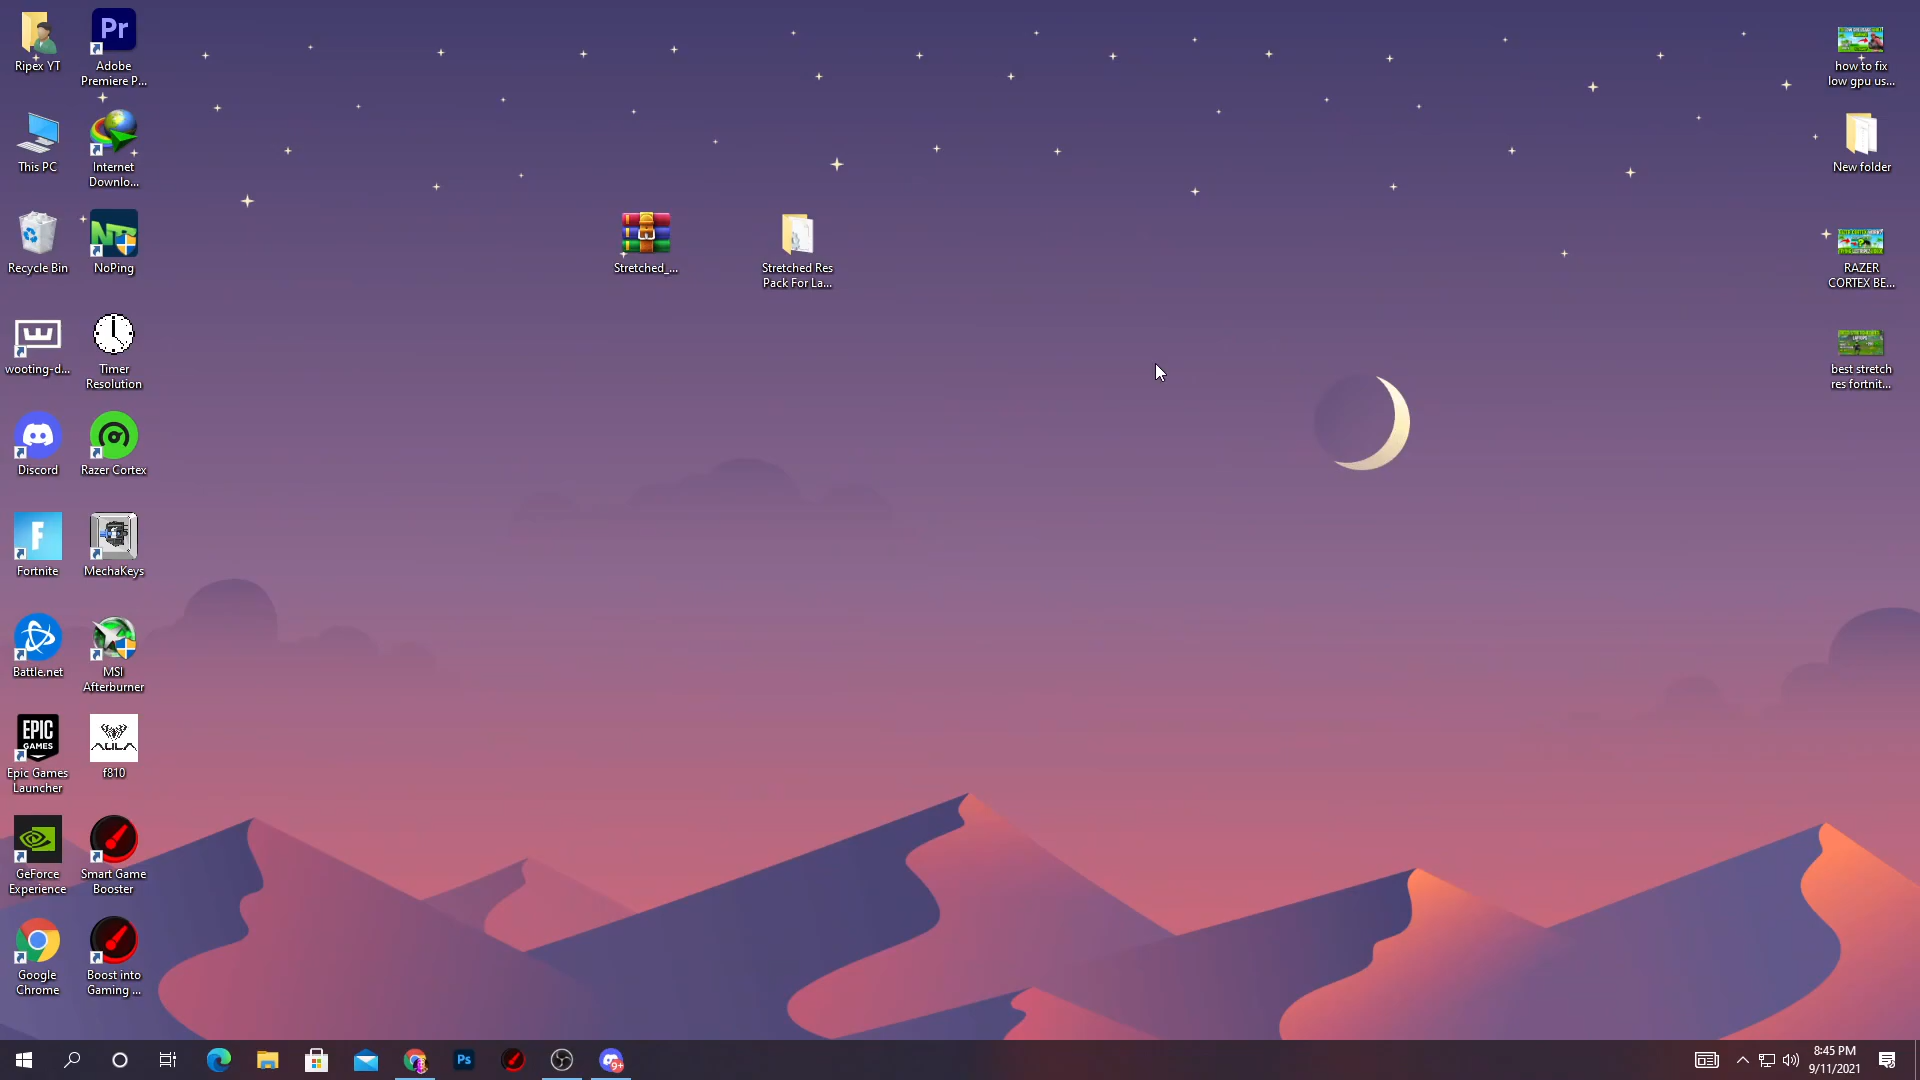 Ripex YT
Pr
Adobe
Premiere P...
This PC
Internet
Downlo...
Recycle Bin
NoPing
wooting-d...
Timer
Resolution
Discord
Razer Cortex
F
Fortnite
MechaKeys
Battle.net
MSI
Afterburner
EPIC
GAMES
Epic Games
Launcher
AULA
f810
GeForce
Experience
Smart Game
Booster
Google
Chrome
Boost into
Gaming ...
Stretched_...
Stretched Res
Pack For La...
how to fix
low gpu us...
New folder
RAZER
CORTEX BE...
best stretch
res fortnit...
Ps
9+
8:45 PM
9/11/2021